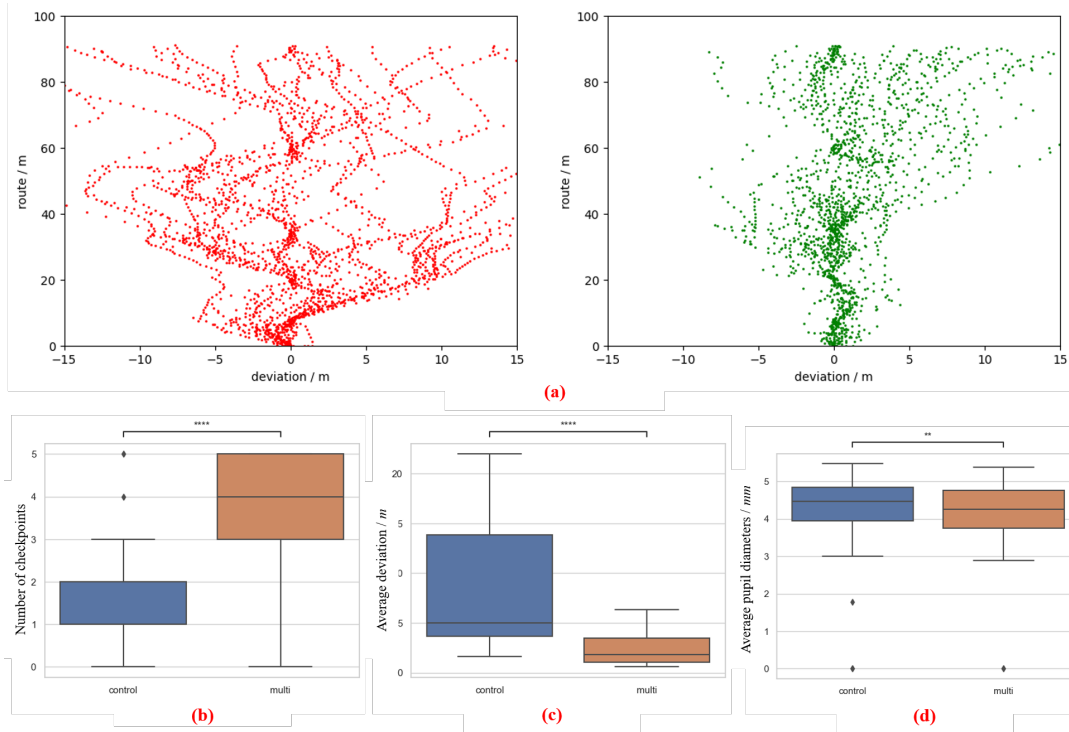 100
80
60
40
20
0
route / m
−15 −10 −5 0 5 10 15
deviation / m
100
80
60
40
20
0
route / m
−15 −10 −5 0 5 10 15
deviation / m
(a)
****
5
4
3
2
1
0
Number of checkpoints
control multi
(b)
****
20
5
0
5
0
Average deviation / m
control multi
(c)
**
5
4
3
2
1
0
Average pupil diameters / mm
control multi
(d)